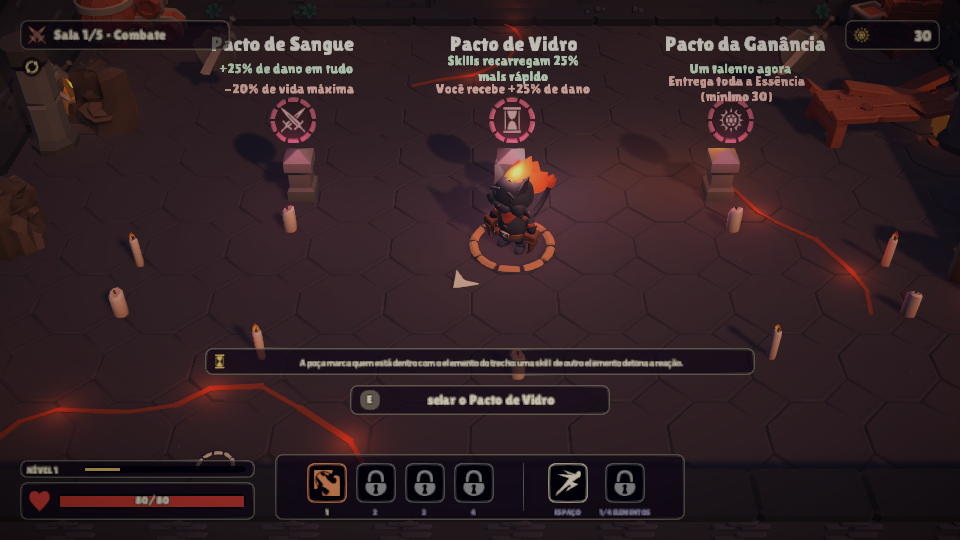 Sala 1/5 - Combate
30
Pacto de Sangue
+25% de dano em tudo
-20% de vida máxima
Pacto de Vidro
Skills recarregam 25%
mais rápido
Você recebe +25% de dano
Pacto da Ganância
Um talento agora
Entrega toda a Essência
(mínimo 30)
A poça marca quem está dentro com o elemento do trecho: uma skill de outro elemento detona a reação.
E
selar o Pacto de Vidro
NÍVEL 1
80/80
1
2
3
4
ESPAÇO
1/4 ELEMENTOS